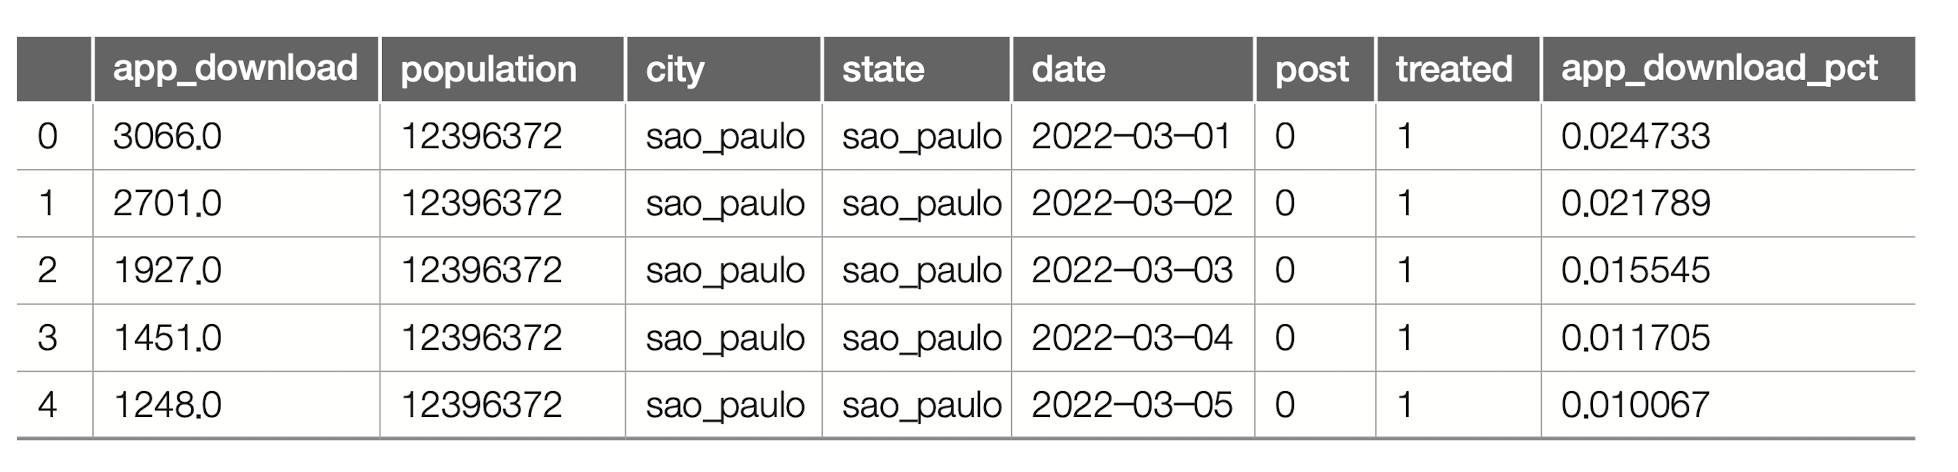 app_download population city state date post treated app_download_pct
0 3066.0 12396372 sao_paulo sao_paulo 2022-03-01 0 1 0.024733
1 2701.0 12396372 sao_paulo sao_paulo 2022-03-02 0 1 0.021789
2 1927.0 12396372 sao_paulo sao_paulo 2022-03-03 0 1 0.015545
3 1451.0 12396372 sao_paulo sao_paulo 2022-03-04 0 1 0.011705
4 1248.0 12396372 sao_paulo sao_paulo 2022-03-05 0 1 0.010067